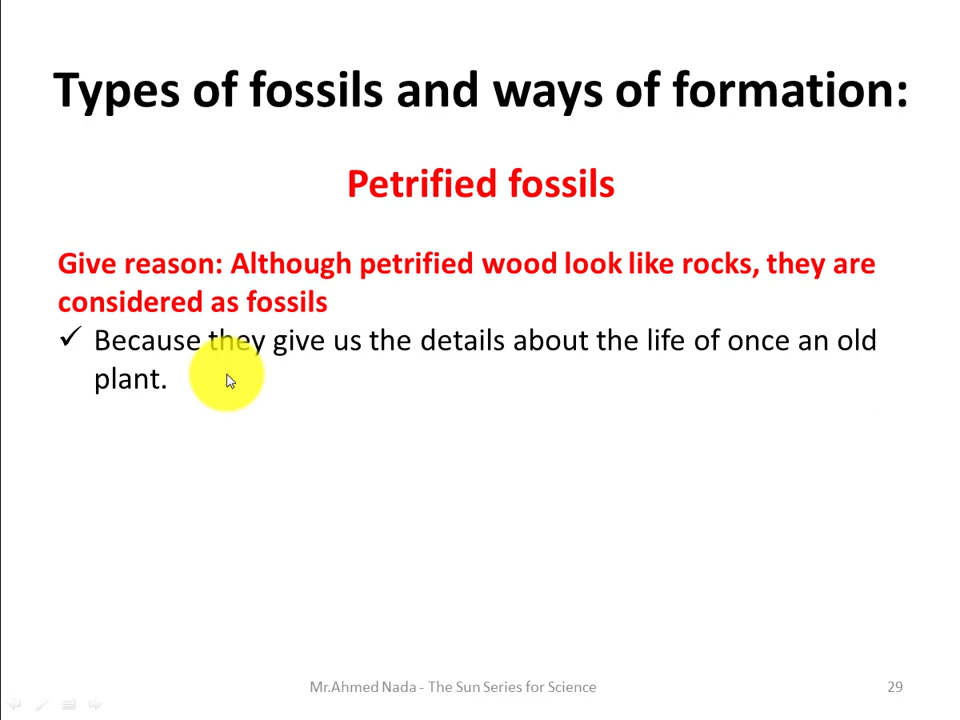 Types of fossils and ways of formation:
Petrified fossils
Give reason: Although petrified wood look like rocks, they are
considered as fossils
✓ Because they give us the details about the life of once an old
plant.
Mr.Ahmed Nada - The Sun Series for Science
29